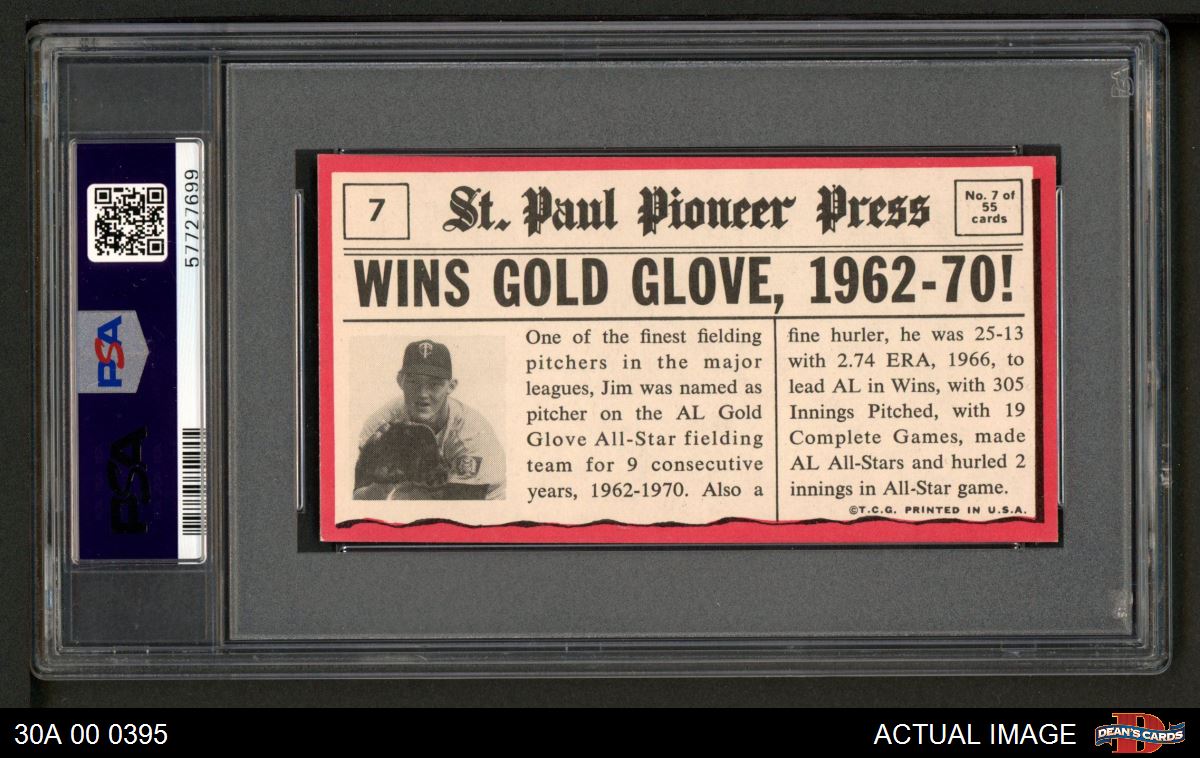 57727699
PSA
PSA
7
St. Paul Pioneer Press
No. 7 of
55
cards
WINS GOLD GLOVE, 1962-70!
One of the finest fielding
pitchers in the major
leagues, Jim was named as
pitcher on the AL Gold
Glove All-Star fielding
team for 9 consecutive
years, 1962-1970. Also a
fine hurler, he was 25-13
with 2.74 ERA, 1966, to
lead AL in Wins, with 305
Innings Pitched, with 19
Complete Games, made
AL All-Stars and hurled 2
innings in All-Star game.
©T.C.G. PRINTED IN U.S.A.
30A 00 0395
ACTUAL IMAGE
DEAN'S CARDS